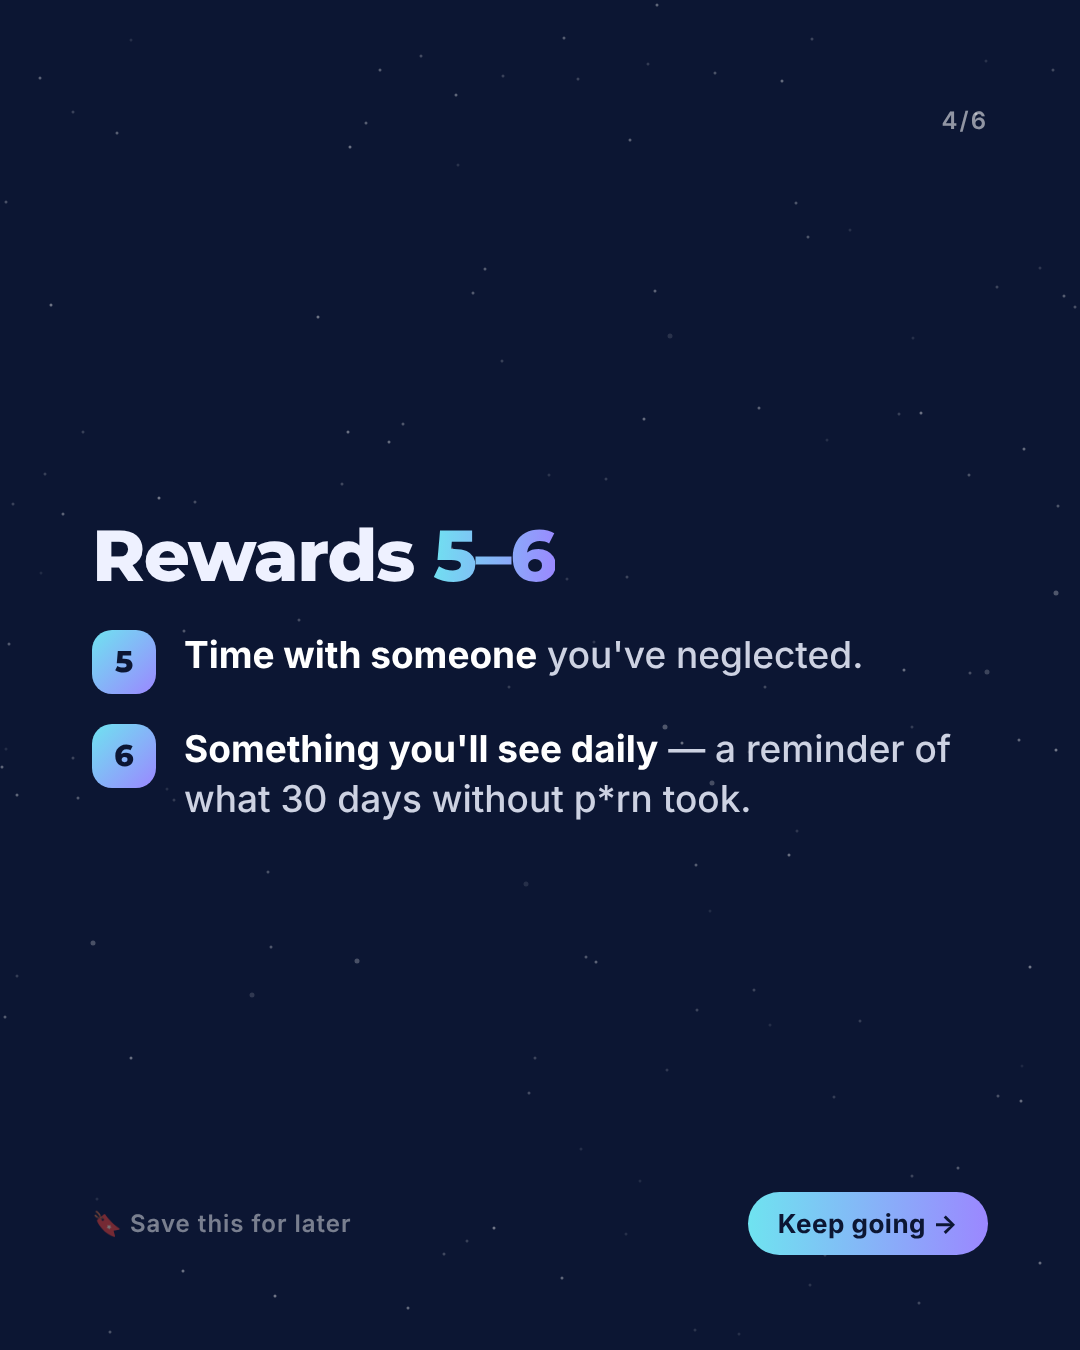 4/6
Rewards 5–6
5 Time with someone you've neglected.
6 Something you'll see daily — a reminder of
what 30 days without p*rn took.
🔖 Save this for later
Keep going →